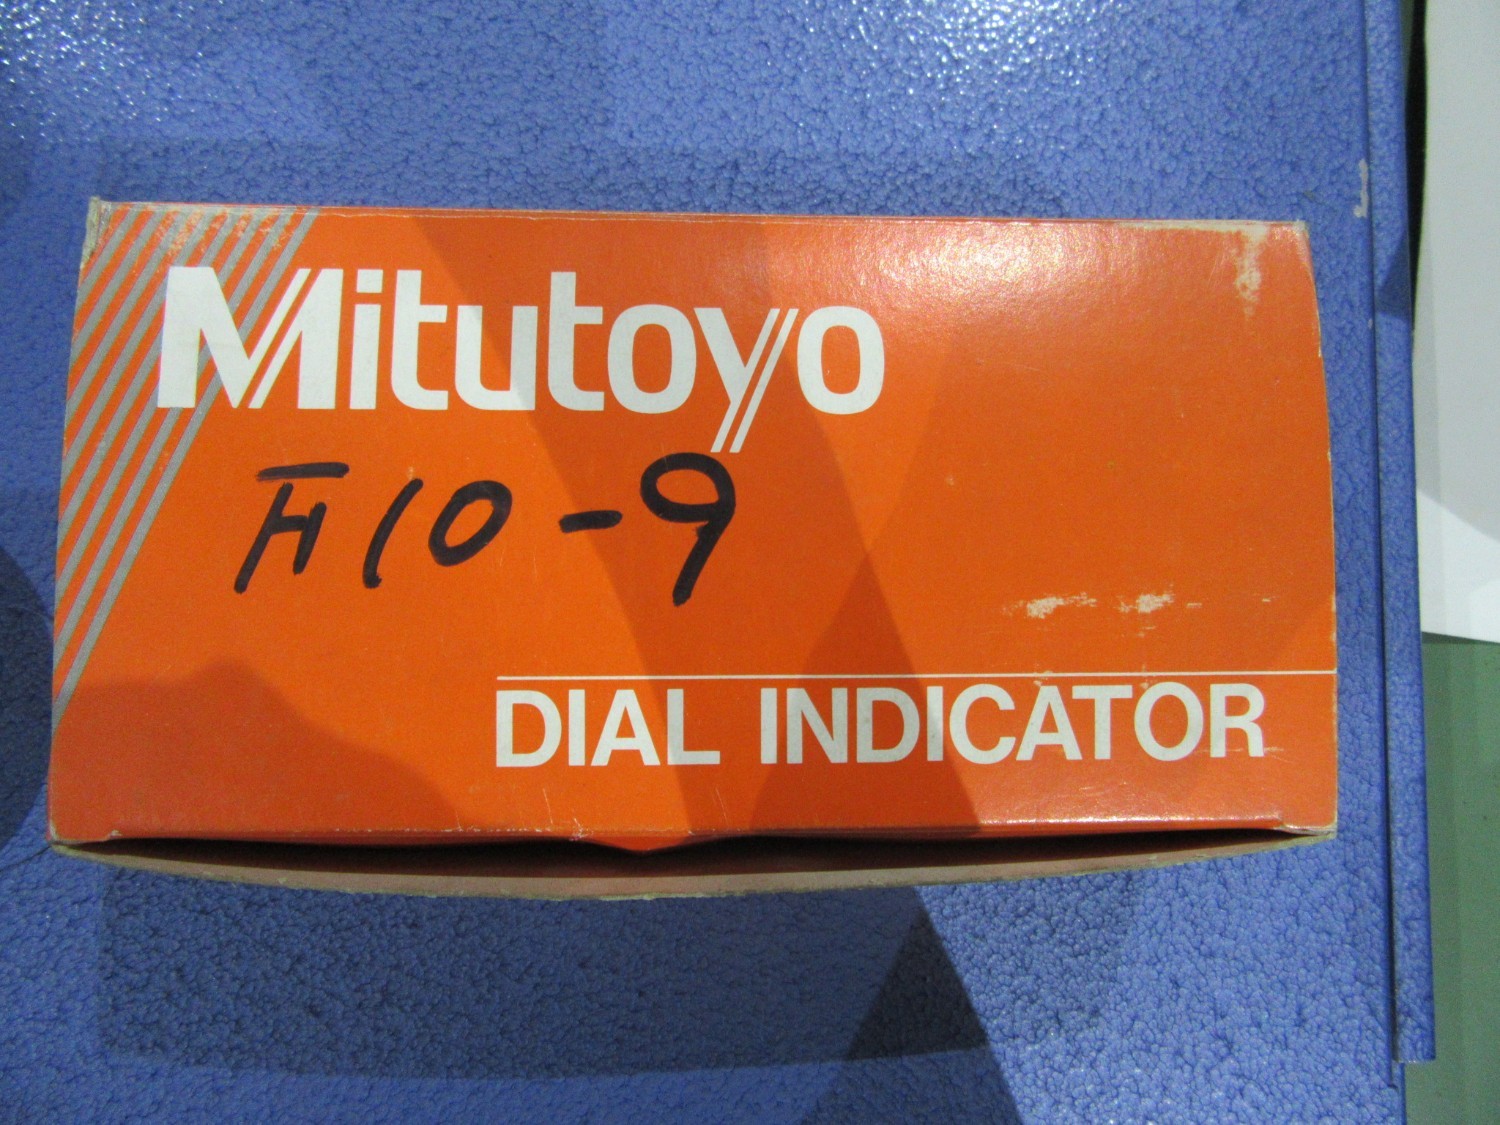 Mitutoyo
H10-9
DIAL INDICATOR